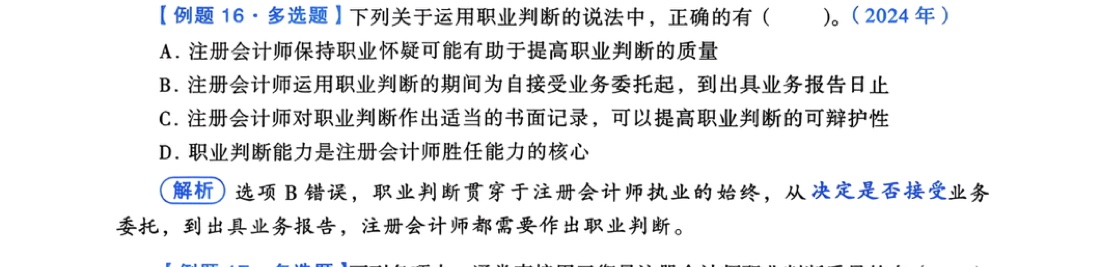 【例题 16·多选题】下列关于运用职业判断的说法中，正确的有（　　）。（2024 年）
A. 注册会计师保持职业怀疑可能有助于提高职业判断的质量
B. 注册会计师运用职业判断的期间为自接受业务委托起，到出具业务报告日止
C. 注册会计师对职业判断作出适当的书面记录，可以提高职业判断的可辩护性
D. 职业判断能力是注册会计师胜任能力的核心
解析 选项 B 错误，职业判断贯穿于注册会计师执业的始终，从决定是否接受业务
委托，到出具业务报告，注册会计师都需要作出职业判断。